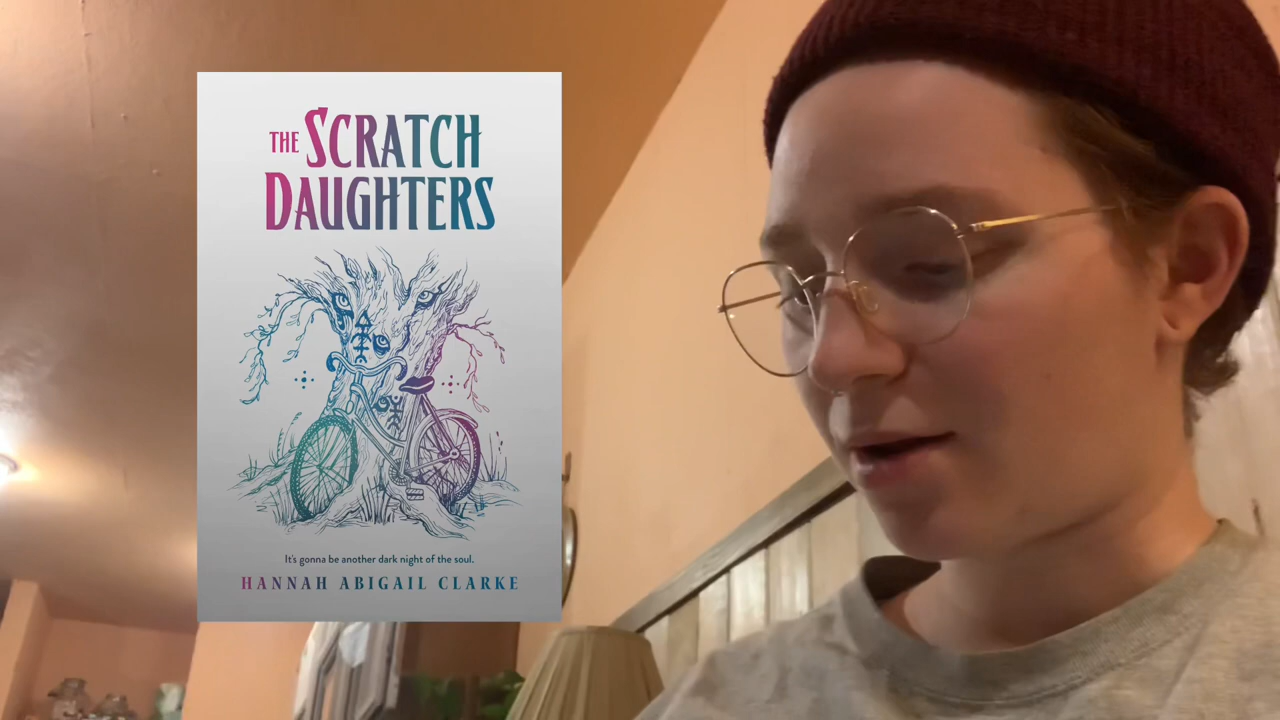 THE SCRATCH
DAUGHTERS
It's gonna be another dark night of the soul.
HANNAH ABIGAIL CLARKE